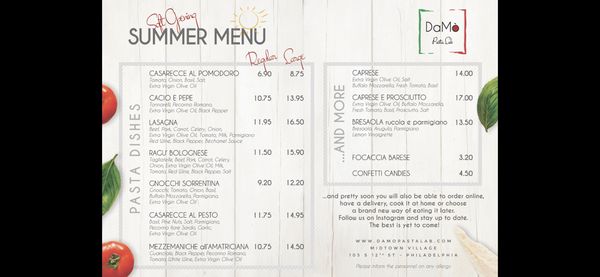 Soft Opening
SUMMER MENU
Regular Large
PASTA DISHES
CASARECCE AL POMODORO 6.90 8.75
Tomato, Onion, Basil, Salt
Extra Virgin Olive Oil
CACIO E PEPE 10.75 13.95
Tonnarelli, Pecorino Romano,
Extra Virgin Olive Oil, Black Pepper
LASAGNA 11.95 16.50
Beef, Pork, Carrot, Celery, Onion,
Extra Virgin Olive Oil, Milk, Tomato, Parmigiano
Red Wine, Black Pepper, Béchamel Sauce
RAGU' BOLOGNESE 11.50 15.90
Tagliatelle, Beef, Pork, Carrot, Celery,
Onion, Extra Virgin Olive Oil, Milk,
Tomato, Red Wine, Black Pepper, Salt
GNOCCHI SORRENTINA 9.20 12.20
Gnocchi, Tomato, Onion, Basil,
Buffalo Mozzarella, Parmigiano,
Extra Virgin Olive Oil
CASARECCE AL PESTO 11.75 14.95
Basil, Pine Nuts, Salt, Parmigiano,
Pecorino Fiore Sardo, Garlic,
Extra Virgin Olive Oil
MEZZEMANICHE all'AMATRICIANA 10.75 14.50
Guanciale, Black Pepper, Pecorino Romano,
Tomato, White Wine, Extra Virgin Olive Oil
DaMò
Pasta Lab
...AND MORE
CAPRESE 14.00
Extra Virgin Olive Oil, Salt
Buffalo Mozzarella, Fresh Tomato, Basil
CAPRESE E PROSCIUTTO 17.00
Extra Virgin Olive Oil, Buffalo Mozzarella,
Fresh Tomato, Basil, Prosciutto, Salt
BRESAOLA rucola e parmigiano 13.50
Bresaola, Arugula, Parmigiano
Lemon Vinaigrette
FOCACCIA BARESE 3.20
CONFETTI CANDIES 4.50
...and pretty soon you will also be able to order online,
have a delivery, cook it at home or choose
a brand new way of eating it later.
Follow us on Instagram and stay up to date.
The best is yet to come!
WWW.DAMOPASTALAB.COM
MIDTOWN VILLAGE
105 S 12TH ST - PHILADELPHIA
Please inform the personnel on any allergy